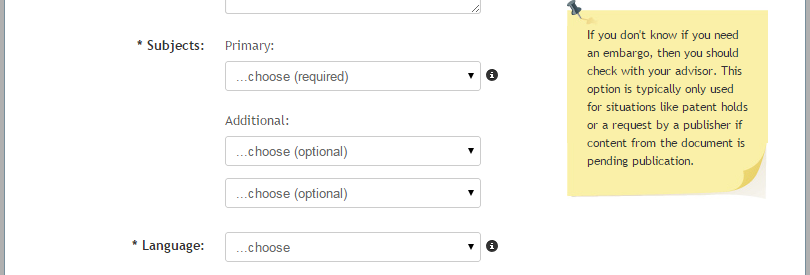 * Subjects:
Primary:
...choose (required)
Additional:
...choose (optional)
...choose (optional)
* Language:
...choose
If you don't know if you need
an embargo, then you should
check with your advisor. This
option is typically only used
for situations like patent holds
or a request by a publisher if
content from the document is
pending publication.